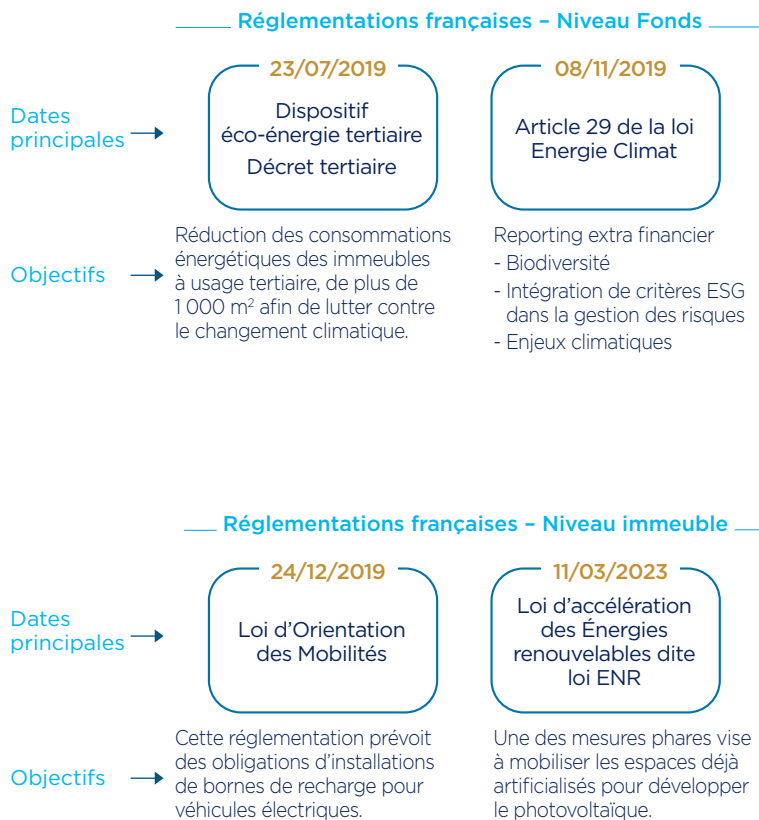 Réglementations françaises – Niveau Fonds
23/07/2019
Dispositif
éco-énergie tertiaire
Décret tertiaire
08/11/2019
Article 29 de la loi
Energie Climat
Dates
principales
Objectifs
Réduction des consommations
énergétiques des immeubles
à usage tertiaire, de plus de
1 000 m² afin de lutter contre
le changement climatique.
Reporting extra financier
- Biodiversité
- Intégration de critères ESG
dans la gestion des risques
- Enjeux climatiques
Réglementations françaises – Niveau immeuble
24/12/2019
Loi d’Orientation
des Mobilités
11/03/2023
Loi d’accélération
des Énergies
renouvelables dite
loi ENR
Dates
principales
Objectifs
Cette réglementation prévoit
des obligations d’installations
de bornes de recharge pour
véhicules électriques.
Une des mesures phares vise
à mobiliser les espaces déjà
artificialisés pour développer
le photovoltaïque.